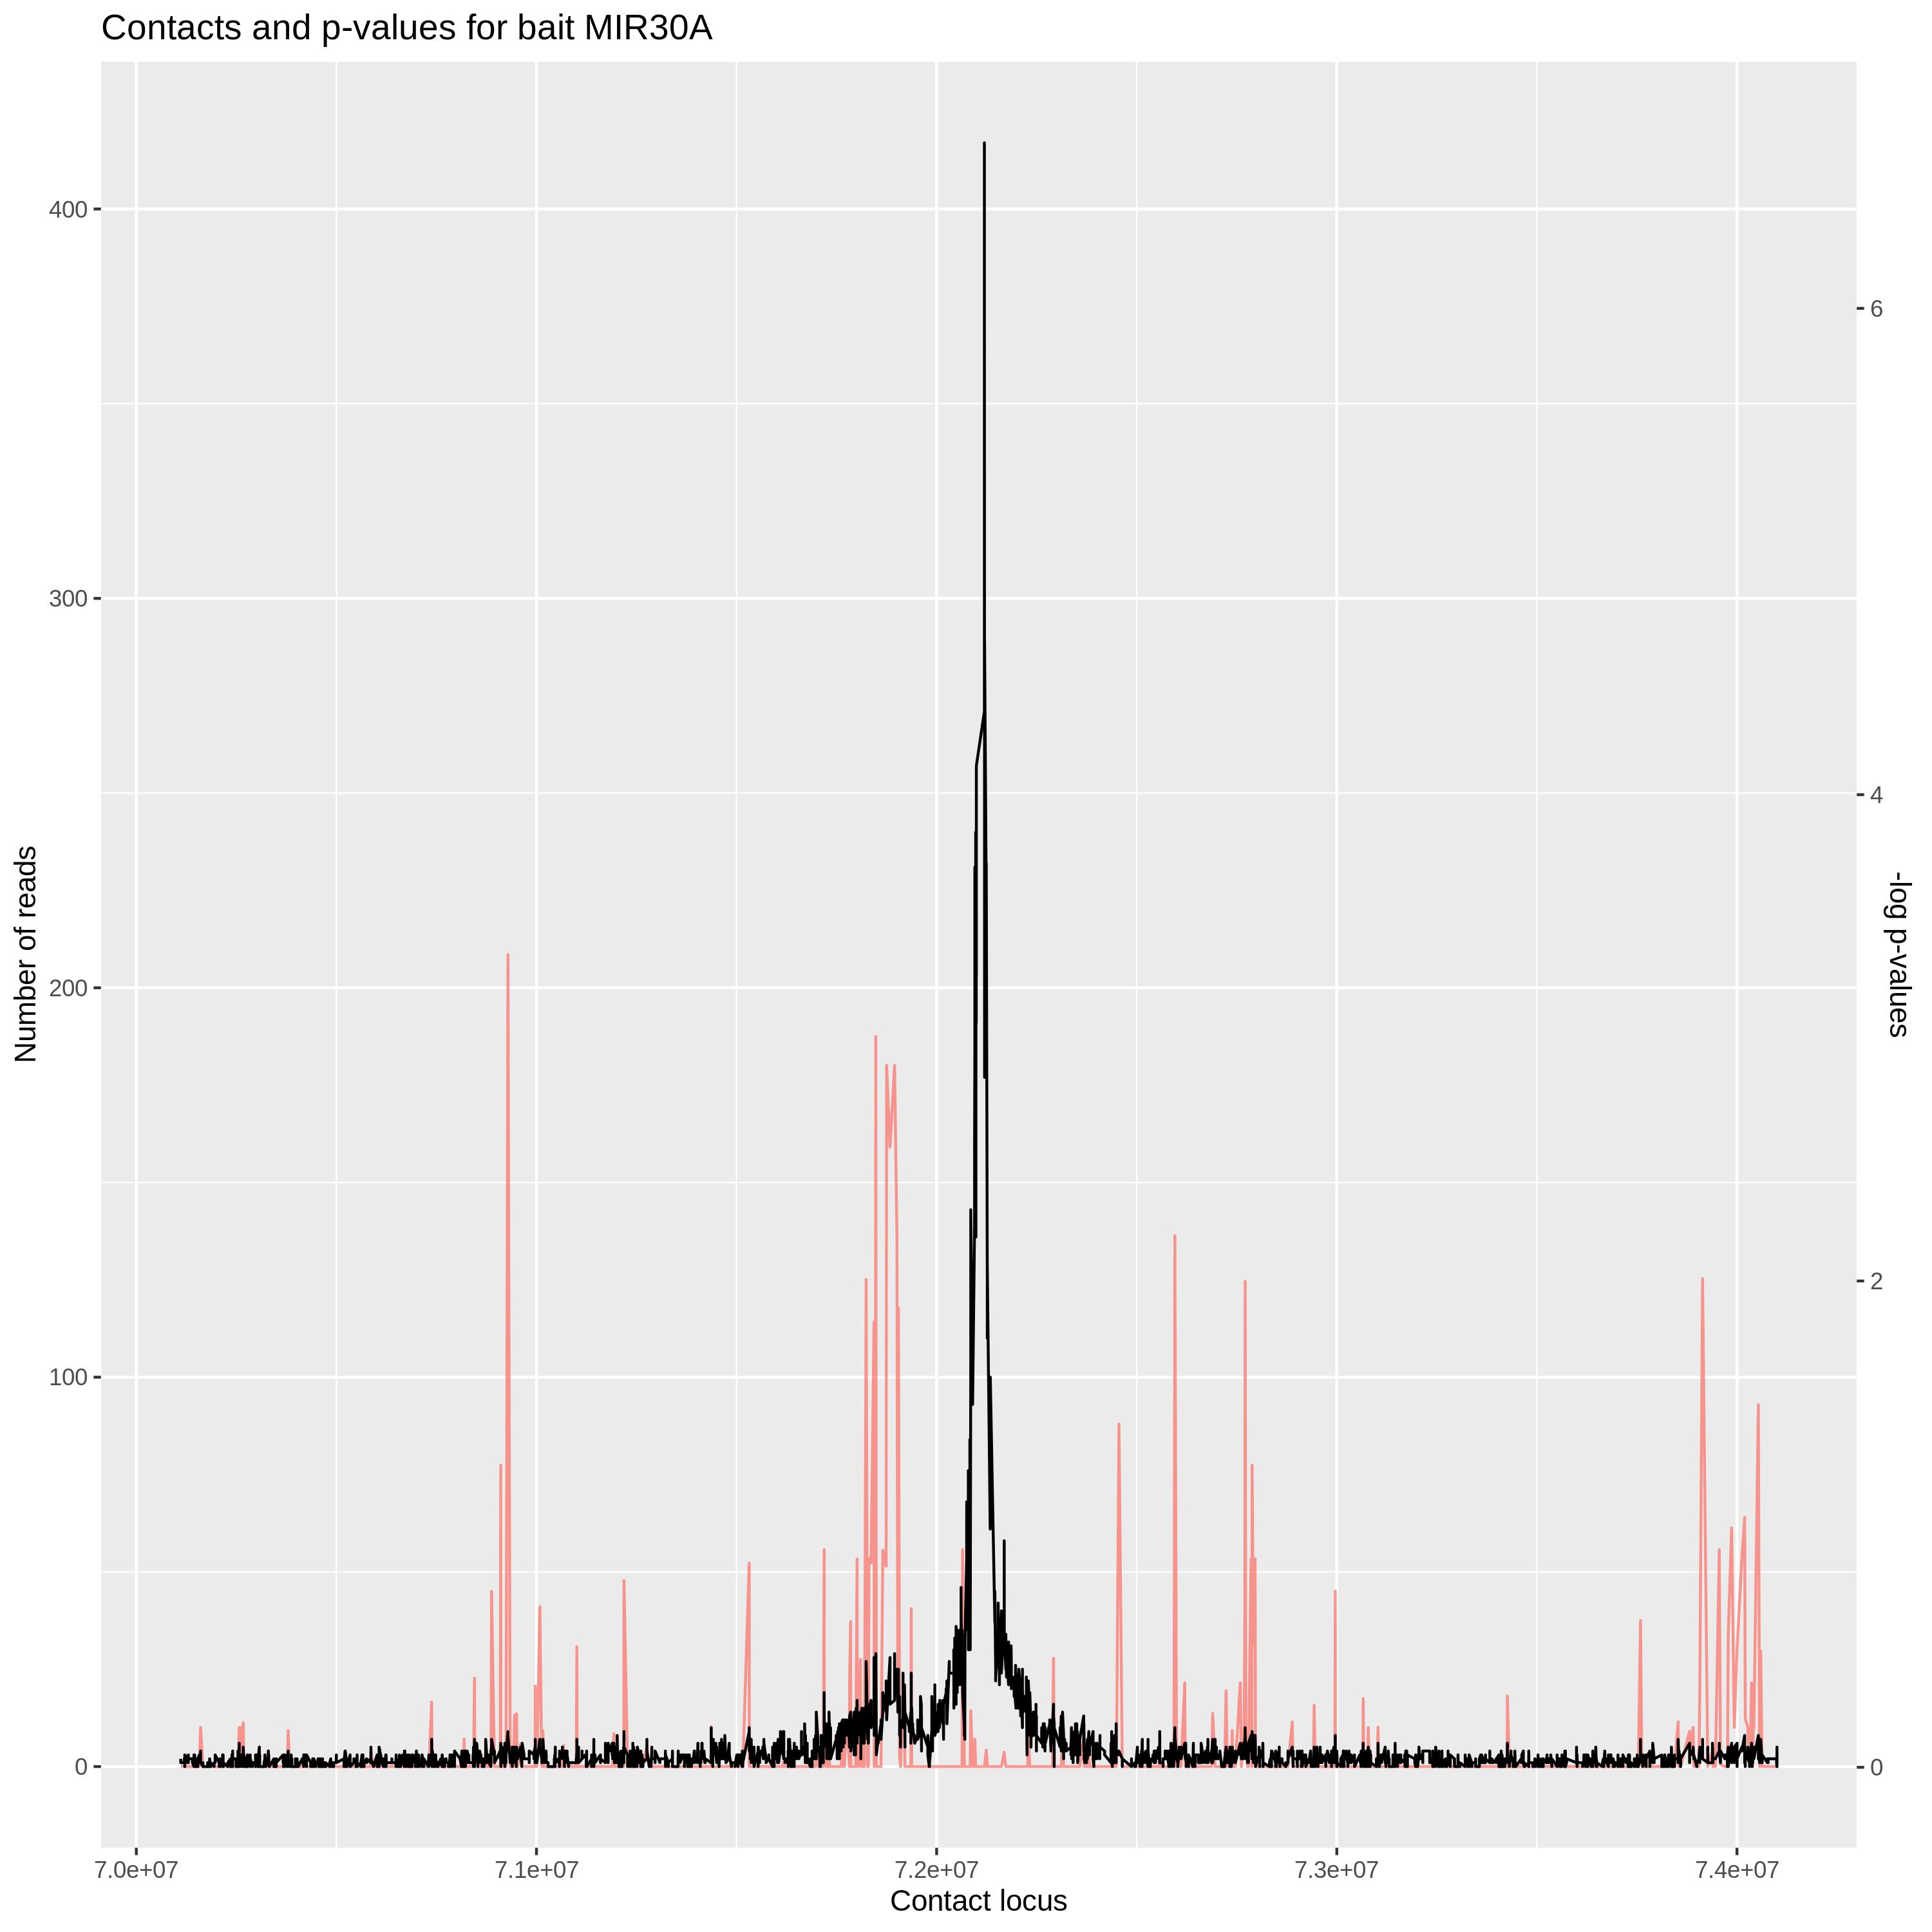 Contacts and p-values for bait MIR30A
400
300
200
100
0
Number of reads
6
4
2
0
-log p-values
7.0e+07 7.1e+07 7.2e+07 7.3e+07 7.4e+07
Contact locus